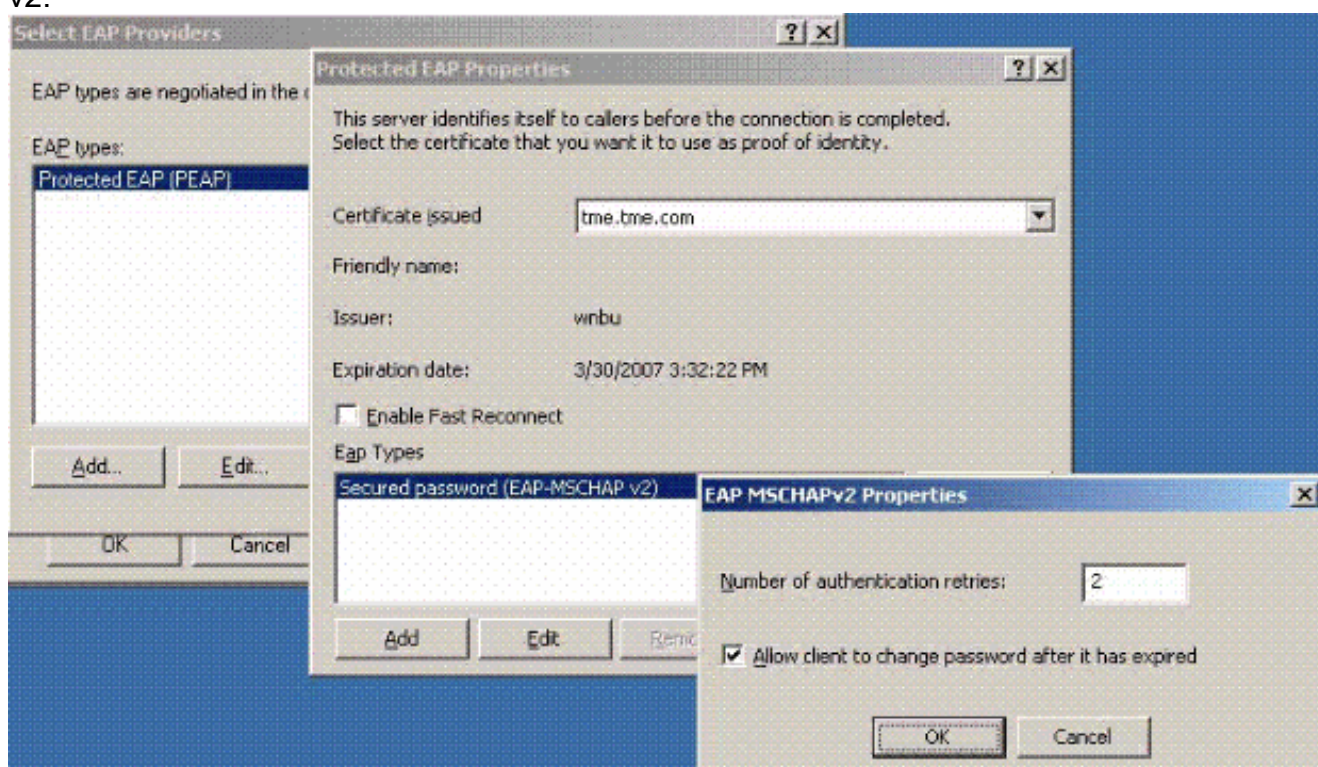 v2.
Select EAP Providers
EAP types are negotiated in the
EAP types:
Protected EAP (PEAP)
Add...
Edit...
OK
Cancel
Protected EAP Properties
This server identifies itself to callers before the connection is completed.
Select the certificate that you want it to use as proof of identity.
Certificate issued
tme.tme.com
Friendly name:
Issuer:
wnbu
Expiration date:
3/30/2007 3:32:22 PM
Enable Fast Reconnect
Eap Types
Secured password (EAP-MSCHAP v2)
Add
Edit
EAP MSCHAPv2 Properties
Number of authentication retries:
2
Allow client to change password after it has expired
OK
Cancel